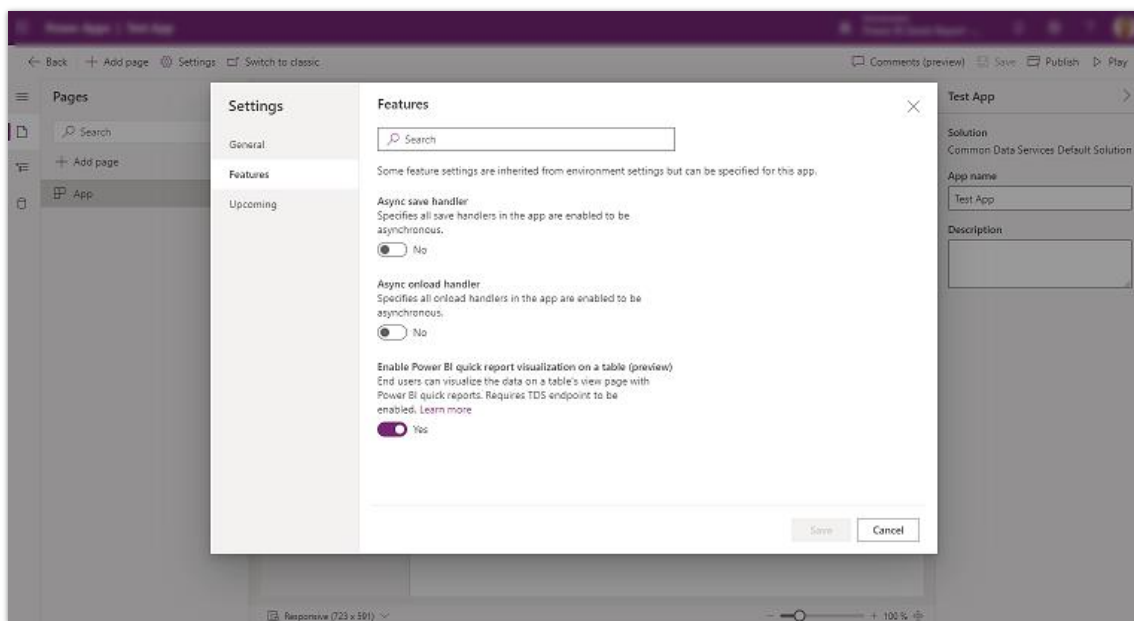 Power Apps | Test App
Back
Add page
Settings
Switch to classic
Comments (preview)
Save
Publish
Play
Pages
Search
Add page
App
Settings
General
Features
Upcoming
Features
Search
Some feature settings are inherited from environment settings but can be specified for this app.
Async save handler
Specifies all save handlers in the app are enabled to be
asynchronous.
No
Async onload handler
Specifies all onload handlers in the app are enabled to be
asynchronous.
No
Enable Power BI quick report visualization on a table (preview)
End users can visualize the data on a table's view page with
Power BI quick reports. Requires TDS endpoint to be
enabled. Learn more
Yes
Save
Cancel
Test App
Solution
Common Data Services Default Solution
App name
Test App
Description
Responsive (723 x 591)
100 %